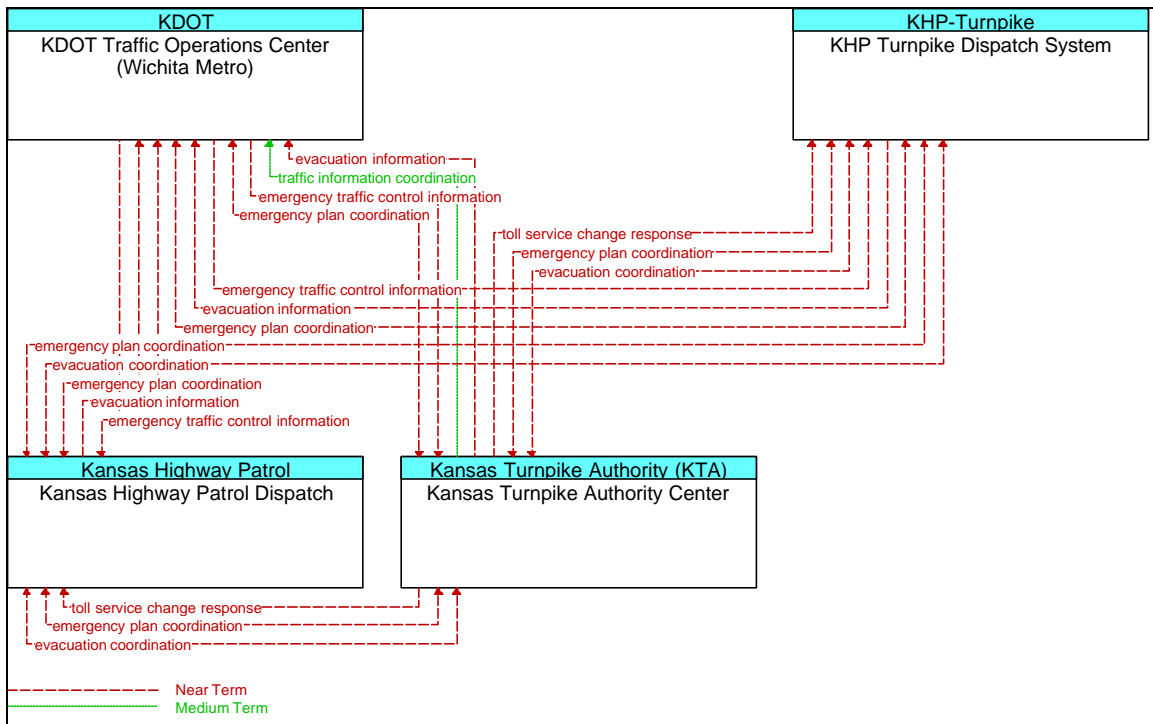 KDOT
KHP-Turnpike
KDOT Traffic Operations Center
(Wichita Metro)
KHP Turnpike Dispatch System
evacuation information
traffic information coordination
emergency traffic control information
emergency plan coordination
toll service change response
emergency plan coordination
evacuation coordination
emergency traffic control information
evacuation information
emergency plan coordination
emergency plan coordination
evacuation coordination
emergency plan coordination
evacuation information
emergency traffic control information
Kansas Highway Patrol
Kansas Turnpike Authority (KTA)
Kansas Highway Patrol Dispatch
Kansas Turnpike Authority Center
toll service change response
emergency plan coordination
evacuation coordination
Near Term
Medium Term